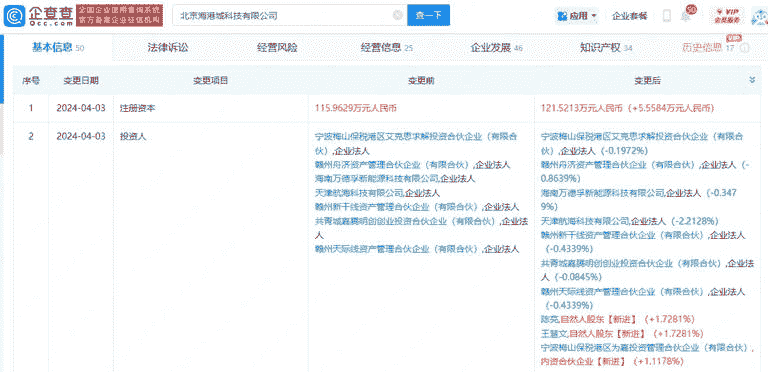 企查查
Qcc.com
全国企业信用查询系统
官方备案企业征信机构
北京海港城科技有限公司
查一下
应用
企业套餐
50
VIP
会员服务
基本信息 50
法律诉讼
经营风险
经营信息 25
企业发展 46
知识产权 34
历史信息 17
序号
变更日期
变更项目
变更前
变更后
1
2024-04-03
注册资本
115.9629万元人民币
121.5213万元人民币（+5.5584万元人民币）
2
2024-04-03
投资人
宁波梅山保税港区艾克思求解投资合伙企业（有限合
伙）,企业法人
赣州舟济资产管理合伙企业（有限合伙）,企业法人
海南万德孚新能源科技有限公司,企业法人
天津航海科技有限公司,企业法人
赣州新干线资产管理合伙企业（有限合伙）,企业法人
共青城嘉腾明创创业投资合伙企业（有限合伙）,企业法
人
赣州天际线资产管理合伙企业（有限合伙）,企业法人
宁波梅山保税港区艾克思求解投资合伙企业（有限合
伙）,企业法人（-0.1972%）
赣州舟济资产管理合伙企业（有限合伙）,企业法人（-
0.8639%）
海南万德孚新能源科技有限公司,企业法人（-0.347
9%）
天津航海科技有限公司,企业法人（-2.2128%）
赣州新干线资产管理合伙企业（有限合伙）,企业法人
（-0.4339%）
共青城嘉腾明创创业投资合伙企业（有限合伙）,企业法
人（-0.0845%）
赣州天际线资产管理合伙企业（有限合伙）,企业法人
（-0.4339%）
陈亮,自然人股东【新进】（+1.7281%）
王慧文,自然人股东【新进】（+1.7281%）
宁波梅山保税港区为嘉投资管理合伙企业（有限合伙）,
内资合伙企业【新进】（+1.1178%）